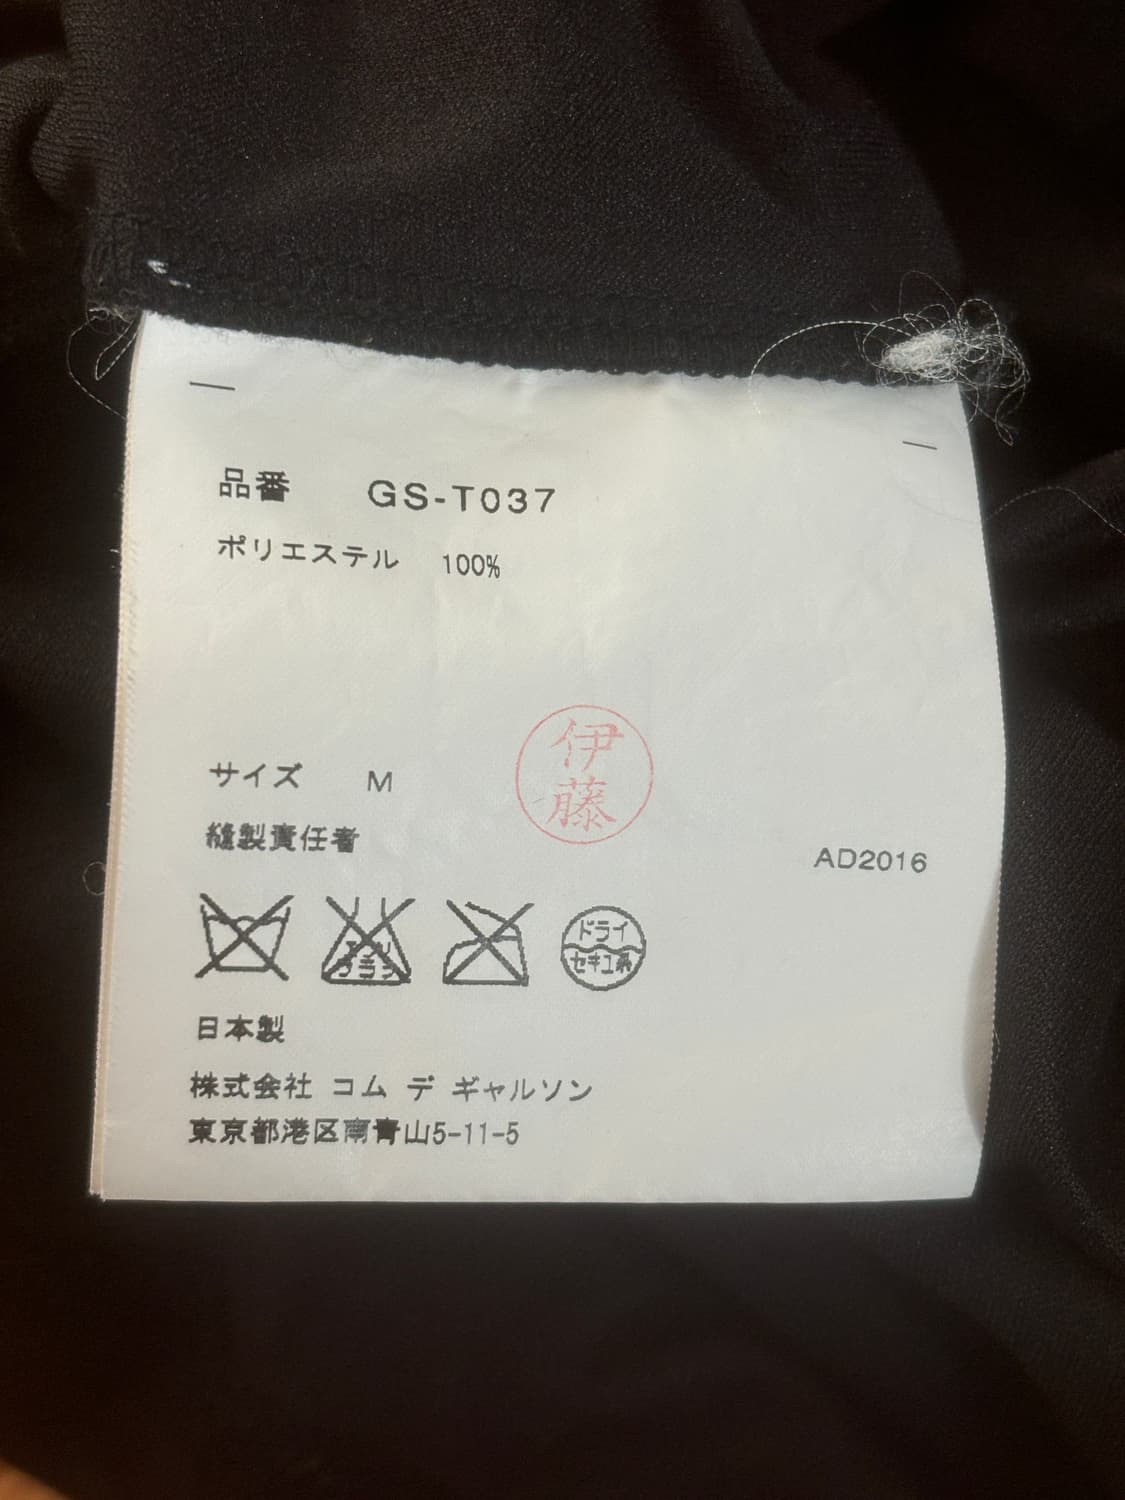 品番 GS-T037
ポリエステル 100%
伊藤
サイズ M
縫製責任者
AD2016
ドライ
セキユ系
日本製
株式会社 コム デ ギャルソン
東京都港区南青山5-11-5